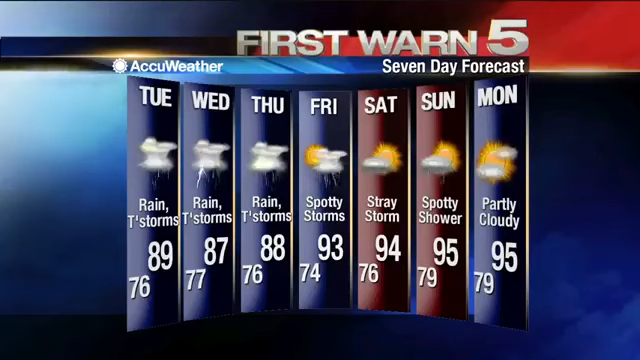 FIRST WARN 5
AccuWeather Seven Day Forecast
TUE WED THU FRI SAT SUN MON
Rain, T'storms
Rain, T'storms
Rain, T'storms
Spotty Storms
Stray Storm
Spotty Shower
Partly Cloudy
89 87 88 93 94 95 95
76 77 76 74 76 79 79